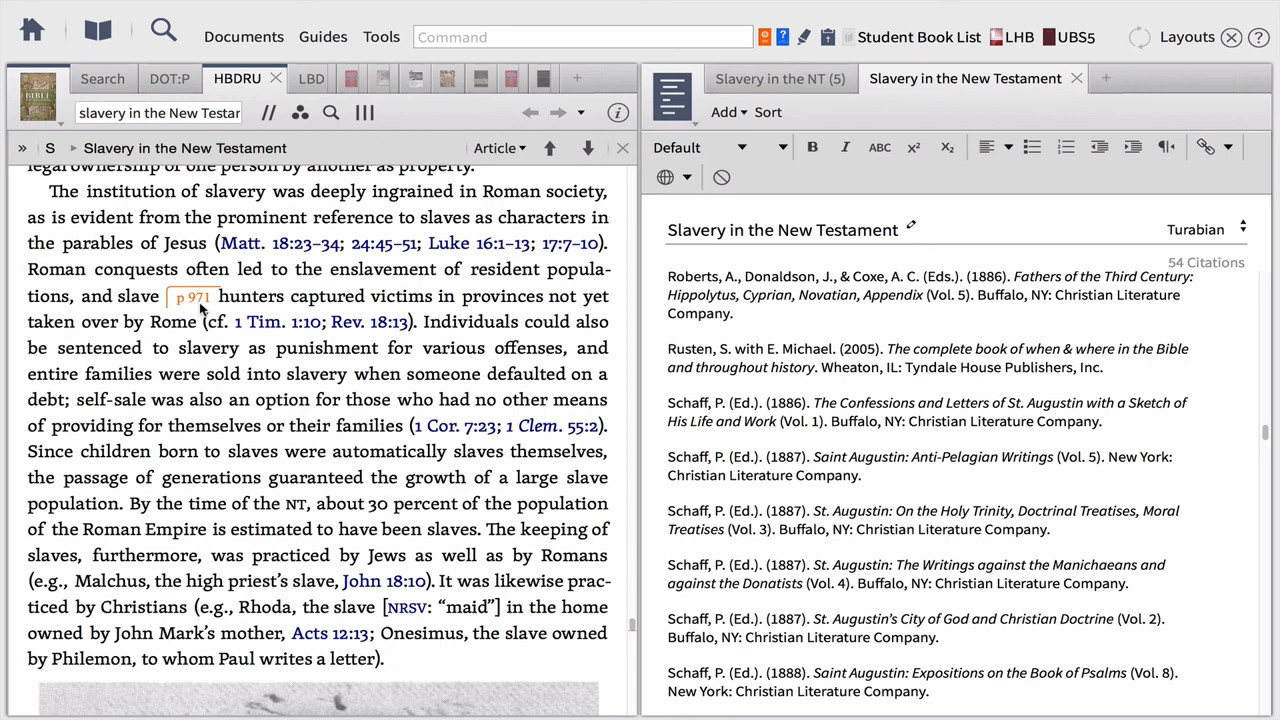 Documents Guides Tools Command Student Book List LHB UBS5 Layouts
Search DOT:P HBDRU LBD
slavery in the New Testar
» S Slavery in the New Testament Article
legal ownership of one person by another as property.
The institution of slavery was deeply ingrained in Roman society,
as is evident from the prominent reference to slaves as characters in
the parables of Jesus (Matt. 18:23–34; 24:45–51; Luke 16:1–13; 17:7–10).
Roman conquests often led to the enslavement of resident popula-
tions, and slave p 971 hunters captured victims in provinces not yet
taken over by Rome (cf. 1 Tim. 1:10; Rev. 18:13). Individuals could also
be sentenced to slavery as punishment for various offenses, and
entire families were sold into slavery when someone defaulted on a
debt; self-sale was also an option for those who had no other means
of providing for themselves or their families (1 Cor. 7:23; 1 Clem. 55:2).
Since children born to slaves were automatically slaves themselves,
the passage of generations guaranteed the growth of a large slave
population. By the time of the NT, about 30 percent of the population
of the Roman Empire is estimated to have been slaves. The keeping of
slaves, furthermore, was practiced by Jews as well as by Romans
(e.g., Malchus, the high priest's slave, John 18:10). It was likewise prac-
ticed by Christians (e.g., Rhoda, the slave [NRSV: “maid”] in the home
owned by John Mark's mother, Acts 12:13; Onesimus, the slave owned
by Philemon, to whom Paul writes a letter).
Slavery in the NT (5) Slavery in the New Testament
Add Sort
Default B I ABC X² X₂
Slavery in the New Testament Turabian
54 Citations
Roberts, A., Donaldson, J., & Coxe, A. C. (Eds.). (1886). Fathers of the Third Century:
Hippolytus, Cyprian, Novatian, Appendix (Vol. 5). Buffalo, NY: Christian Literature
Company.
Rusten, S. with E. Michael. (2005). The complete book of when & where in the Bible
and throughout history. Wheaton, IL: Tyndale House Publishers, Inc.
Schaff, P. (Ed.). (1886). The Confessions and Letters of St. Augustin with a Sketch of
His Life and Work (Vol. 1). Buffalo, NY: Christian Literature Company.
Schaff, P. (Ed.). (1887). Saint Augustin: Anti-Pelagian Writings (Vol. 5). New York:
Christian Literature Company.
Schaff, P. (Ed.). (1887). St. Augustin: On the Holy Trinity, Doctrinal Treatises, Moral
Treatises (Vol. 3). Buffalo, NY: Christian Literature Company.
Schaff, P. (Ed.). (1887). St. Augustin: The Writings against the Manichaeans and
against the Donatists (Vol. 4). Buffalo, NY: Christian Literature Company.
Schaff, P. (Ed.). (1887). St. Augustin's City of God and Christian Doctrine (Vol. 2).
Buffalo, NY: Christian Literature Company.
Schaff, P. (Ed.). (1888). Saint Augustin: Expositions on the Book of Psalms (Vol. 8).
New York: Christian Literature Company.